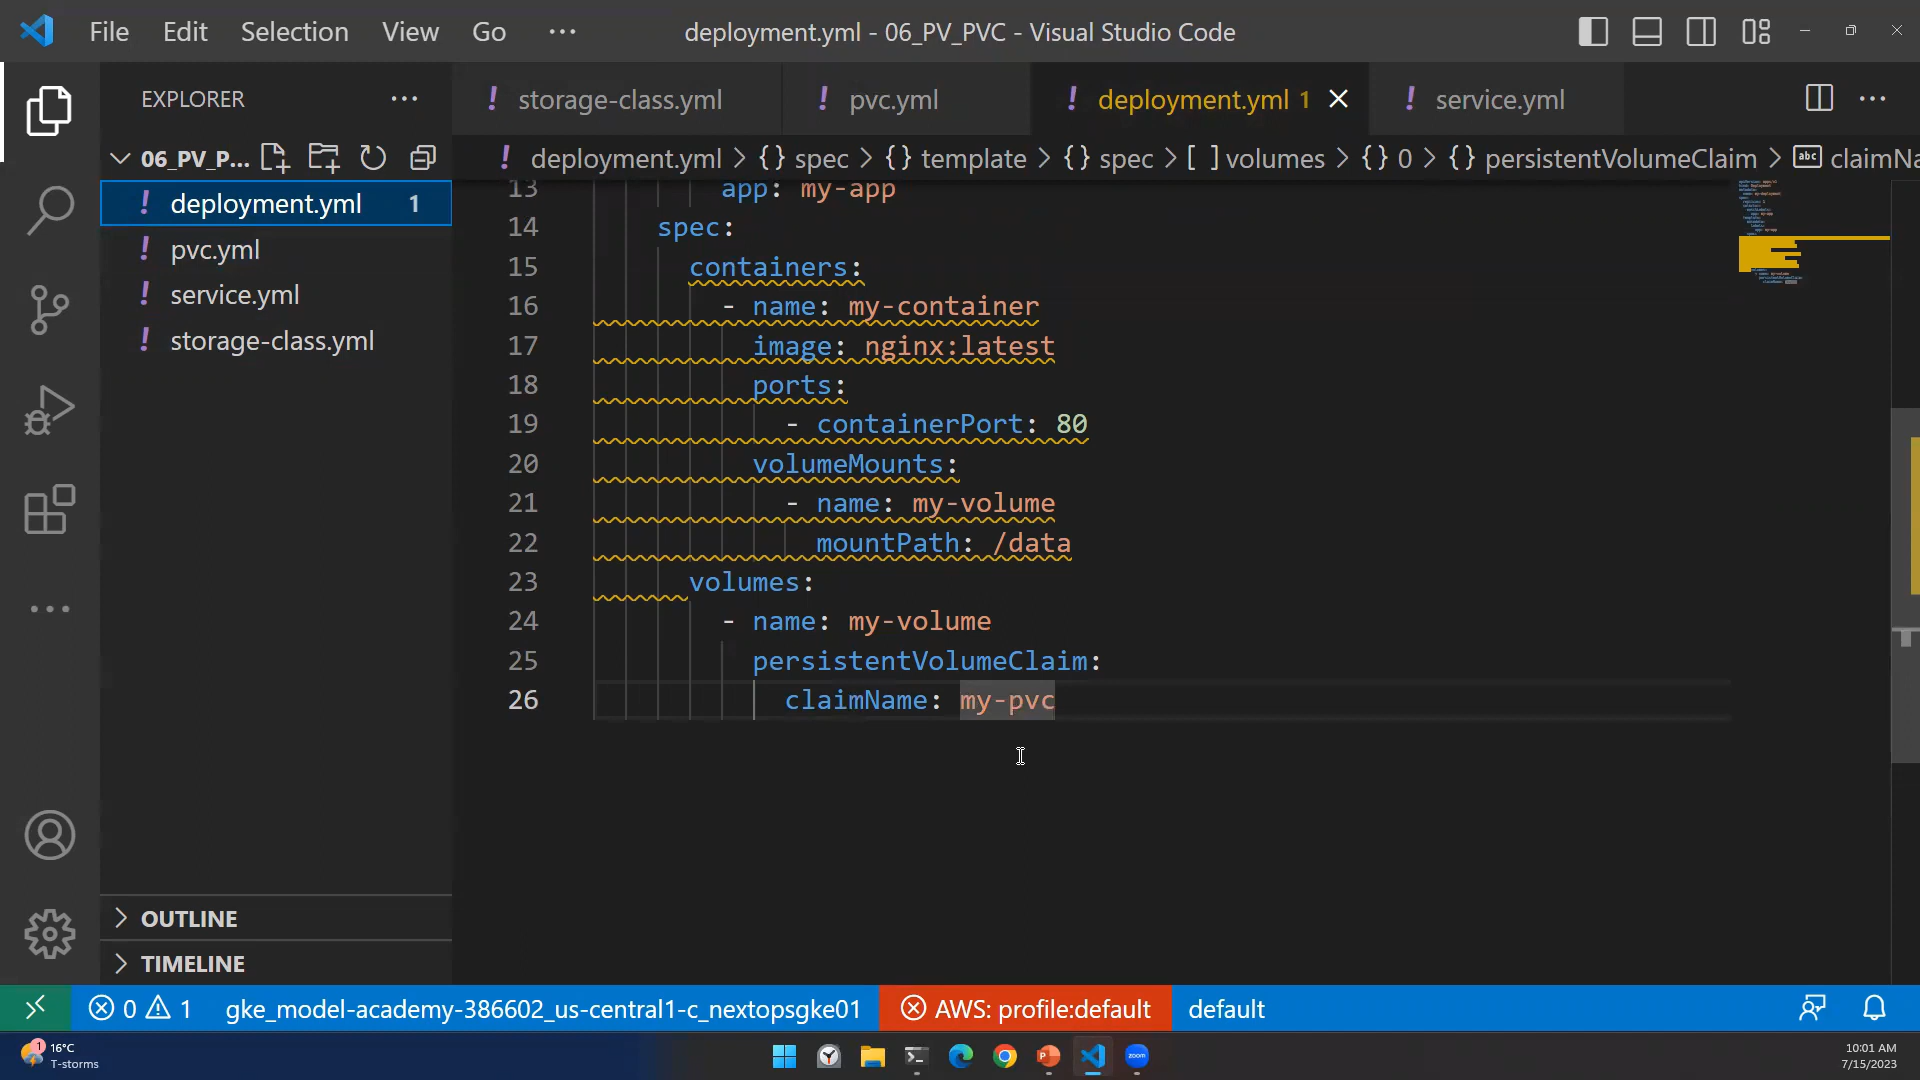 File Edit Selection View Go ··· deployment.yml - 06_PV_PVC - Visual Studio Code
EXPLORER ···
! storage-class.yml ! pvc.yml ! deployment.yml 1 ! service.yml ···
06_PV_P...
! deployment.yml > {} spec > {} template > {} spec > [ ] volumes > {} 0 > {} persistentVolumeClaim > abc claimNa
! deployment.yml 1
! pvc.yml
! service.yml
! storage-class.yml
13 app: my-app
14 spec:
15 containers:
16 - name: my-container
17 image: nginx:latest
18 ports:
19 - containerPort: 80
20 volumeMounts:
21 - name: my-volume
22 mountPath: /data
23 volumes:
24 - name: my-volume
25 persistentVolumeClaim:
26 claimName: my-pvc
OUTLINE
TIMELINE
0 1 gke_model-academy-386602_us-central1-c_nextopsgke01 AWS: profile:default default
1 16°C
T-storms
zoom
10:01 AM
7/15/2023